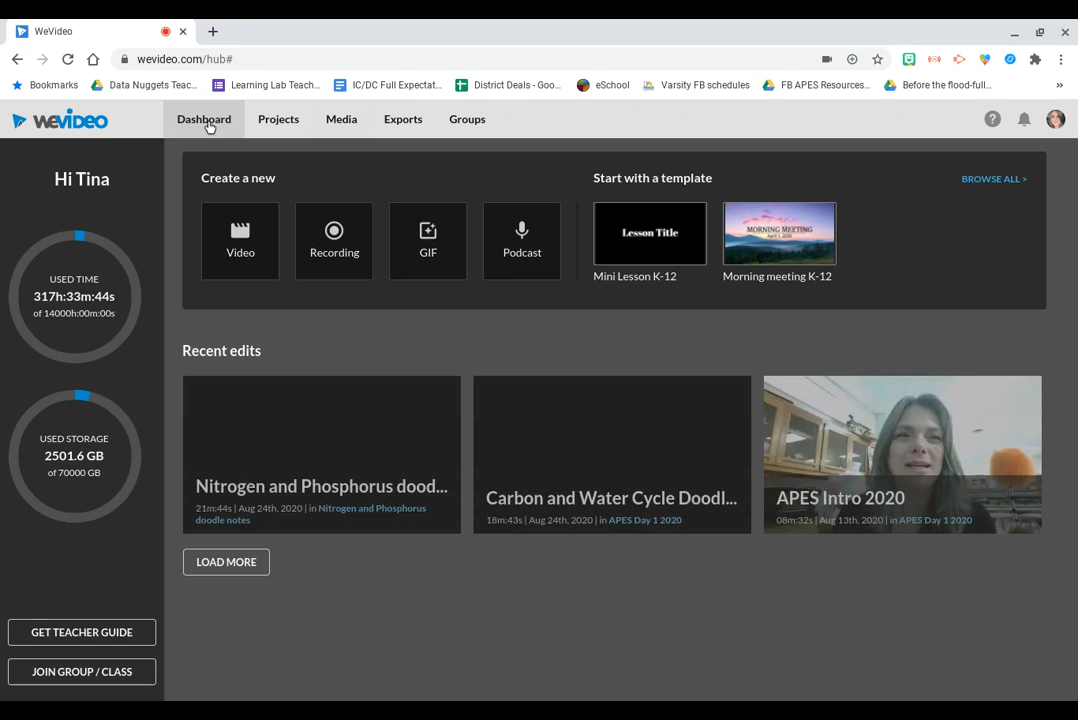 WeVideo
wevideo.com/hub#
Bookmarks
Data Nuggets Teac...
Learning Lab Teach...
IC/DC Full Expectat...
District Deals - Goo...
eSchool
Varsity FB schedules
FB APES Resources...
Before the flood-full...
»
WEVIDEO
Dashboard
Projects
Media
Exports
Groups
?
Hi Tina
USED TIME
317h:33m:44s
of 14000h:00m:00s
USED STORAGE
2501.6 GB
of 70000 GB
GET TEACHER GUIDE
JOIN GROUP / CLASS
Create a new
Video
Recording
GIF
Podcast
Start with a template
BROWSE ALL >
Lesson Title
Mini Lesson K-12
MORNING MEETING
April 1, 2020
Morning meeting K-12
Recent edits
Nitrogen and Phosphorus dood...
21m:44s | Aug 24th, 2020 | in Nitrogen and Phosphorus
doodle notes
Carbon and Water Cycle Doodl...
18m:43s | Aug 24th, 2020 | in APES Day 1 2020
APES Intro 2020
08m:32s | Aug 13th, 2020 | in APES Day 1 2020
LOAD MORE